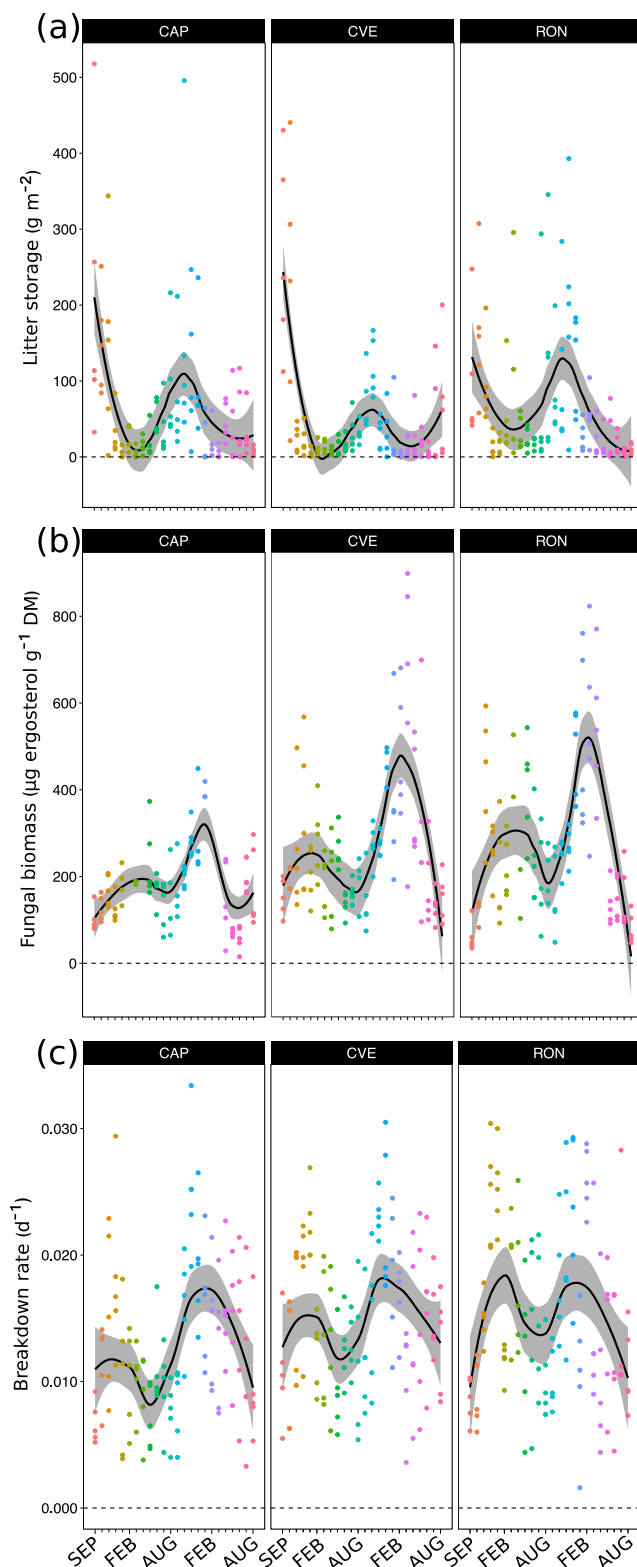 (a)
CAP CVE RON
Litter storage (g m⁻²)
500
400
300
200
100
0
(b)
CAP CVE RON
Fungal biomass (µg ergosterol g⁻¹ DM)
800
600
400
200
0
(c)
CAP CVE RON
Breakdown rate (d⁻¹)
0.030
0.020
0.010
0.000
SEP FEB AUG FEB AUG SEP FEB AUG FEB AUG SEP FEB AUG FEB AUG